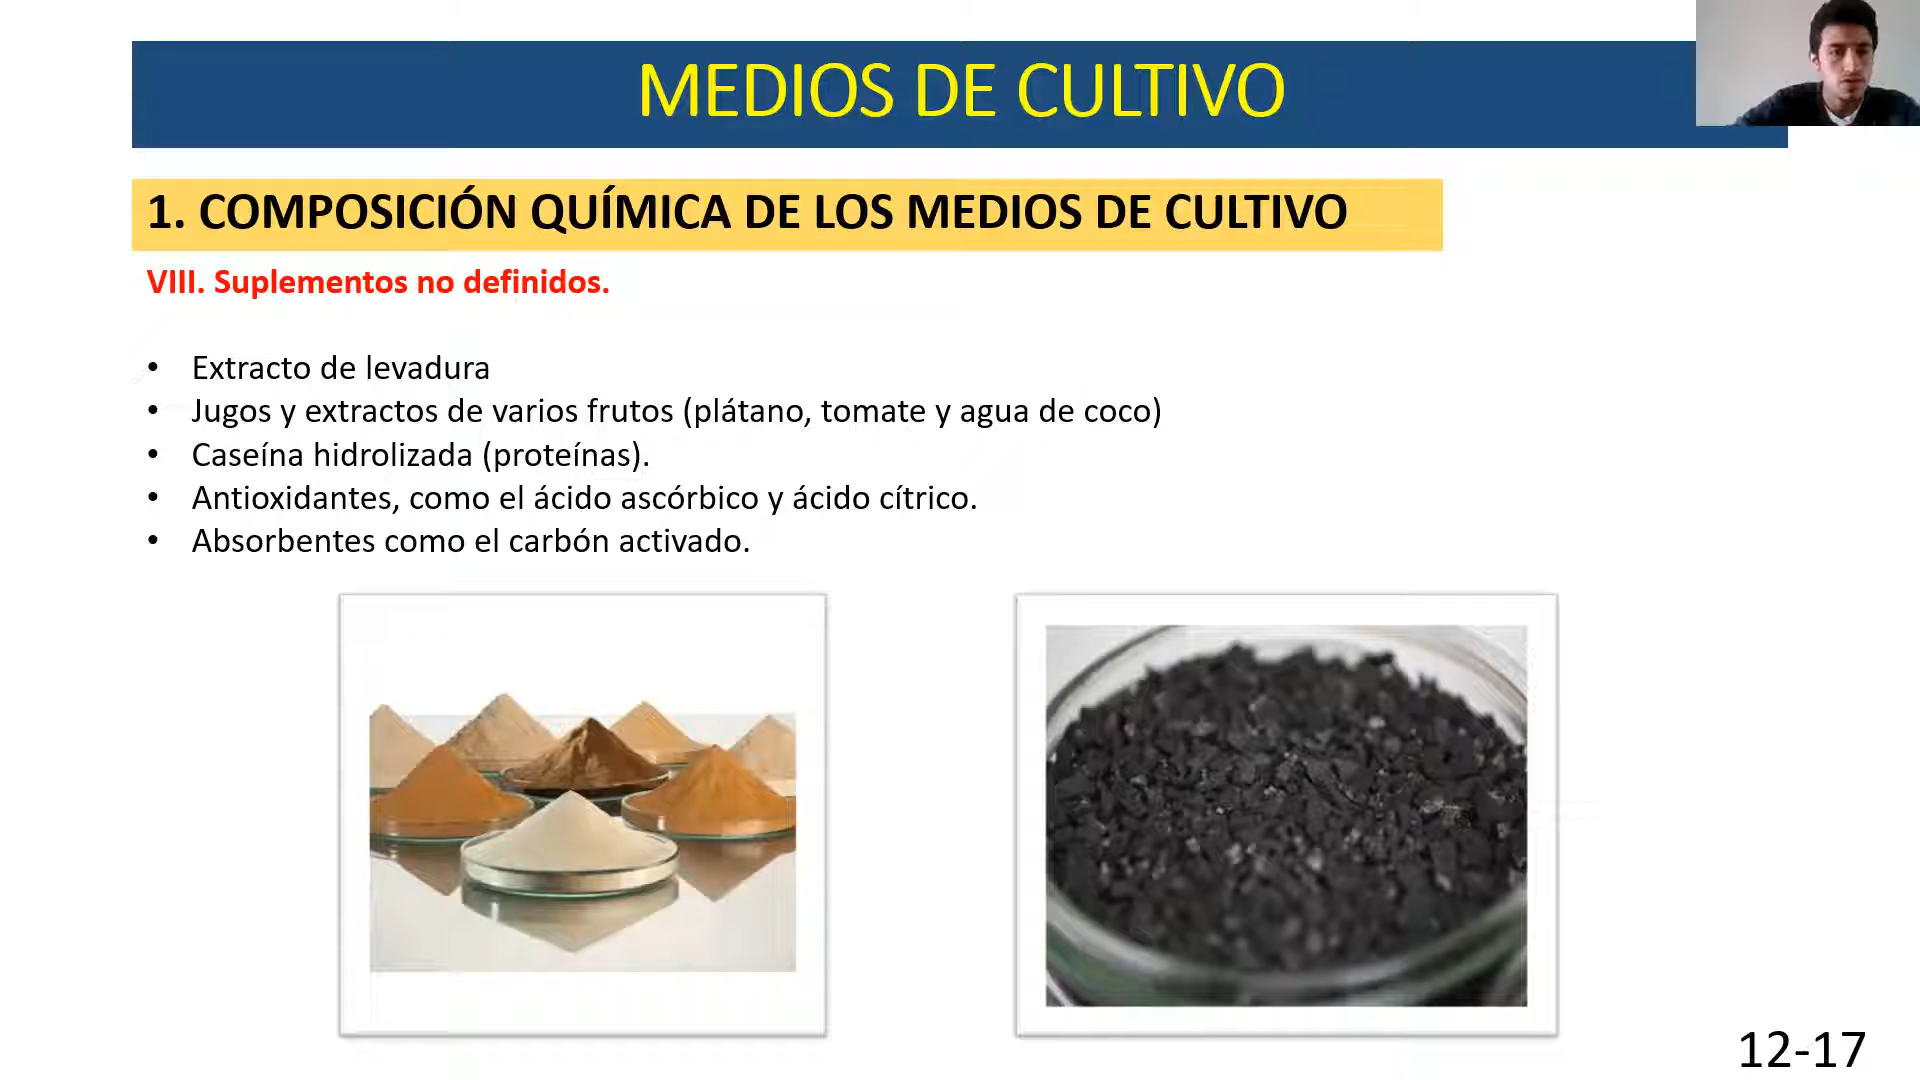 MEDIOS DE CULTIVO
1. COMPOSICIÓN QUÍMICA DE LOS MEDIOS DE CULTIVO
VIII. Suplementos no definidos.
• Extracto de levadura
• Jugos y extractos de varios frutos (plátano, tomate y agua de coco)
• Caseína hidrolizada (proteínas).
• Antioxidantes, como el ácido ascórbico y ácido cítrico.
• Absorbentes como el carbón activado.
12-17